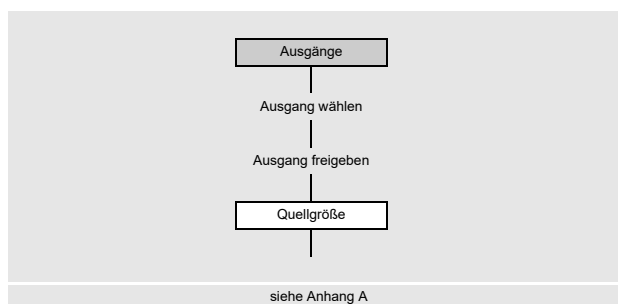 Ausgänge
Ausgang wählen
Ausgang freigeben
Quellgröße
siehe Anhang A